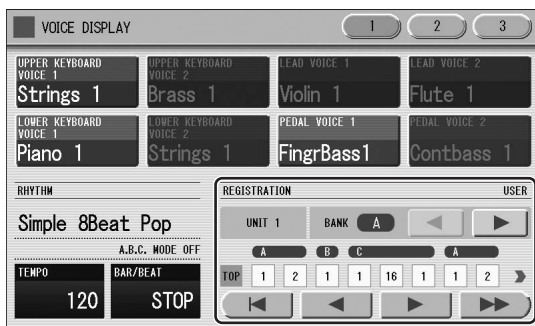 VOICE DISPLAY
1 2 3
UPPER KEYBOARD VOICE 1
Strings 1
UPPER KEYBOARD VOICE 2
Brass 1
LEAD VOICE 1
Violin 1
LEAD VOICE 2
Flute 1
LOWER KEYBOARD VOICE 1
Piano 1
LOWER KEYBOARD VOICE 2
Strings 1
PEDAL VOICE 1
FingrBass1
PEDAL VOICE 2
Contbass 1
RHYTHM
Simple 8Beat Pop
A.B.C. MODE OFF
TEMPO
120
BAR/BEAT
STOP
REGISTRATION USER
UNIT 1 BANK A
A B C A
TOP 1 2 1 1 16 1 1 2